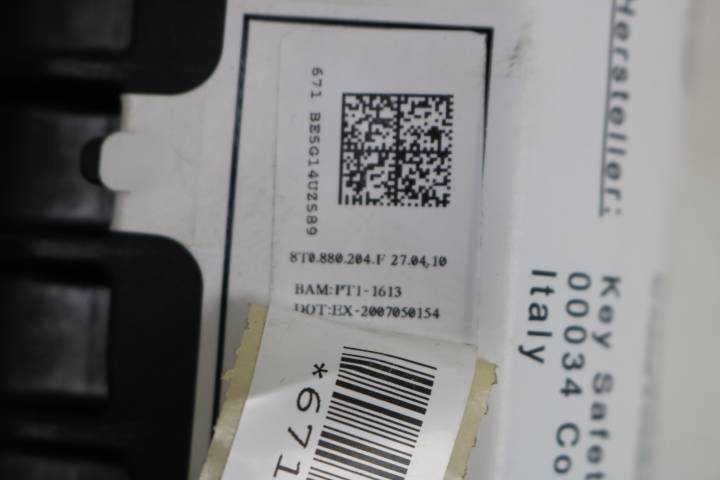 671 BE5G14U2589
8T0.880.204.F 27.04.10
BAM:PT1-1613
DOT:EX-2007050154
*671
Hersteller:
Key Safet
00034 Co
Italy